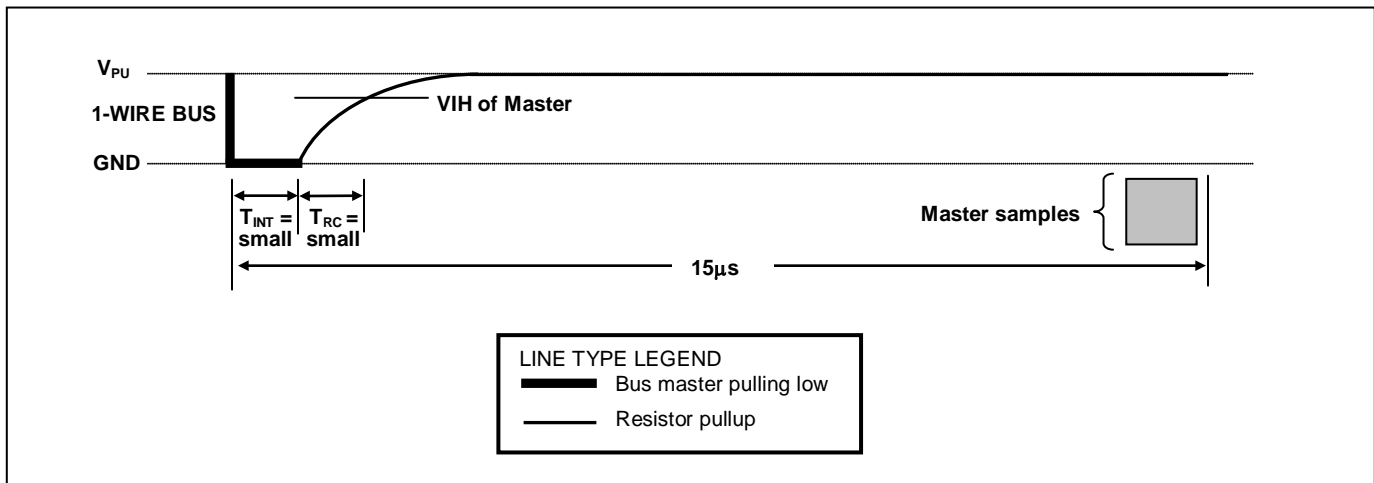 VPU
1-WIRE BUS
VIH of Master
GND
TINT =
small
TRC =
small
Master samples
15μs
LINE TYPE LEGEND
Bus master pulling low
Resistor pullup